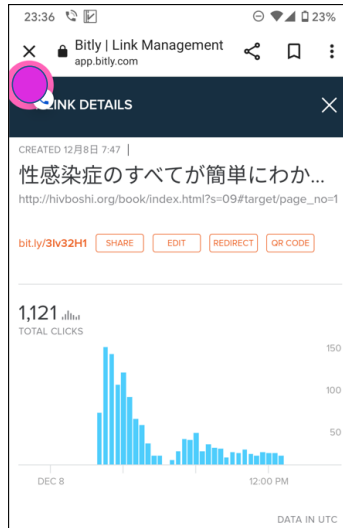 23:36
23%
Bitly | Link Management
app.bitly.com
LINK DETAILS
CREATED 12月8日 7:47 |
性感染症のすべてが簡単にわか...
http://hivboshi.org/book/index.html?s=09#target/page_no=1
bit.ly/3lv32H1 SHARE EDIT REDIRECT QR CODE
1,121
TOTAL CLICKS
150
100
50
DEC 8 12:00 PM
DATA IN UTC